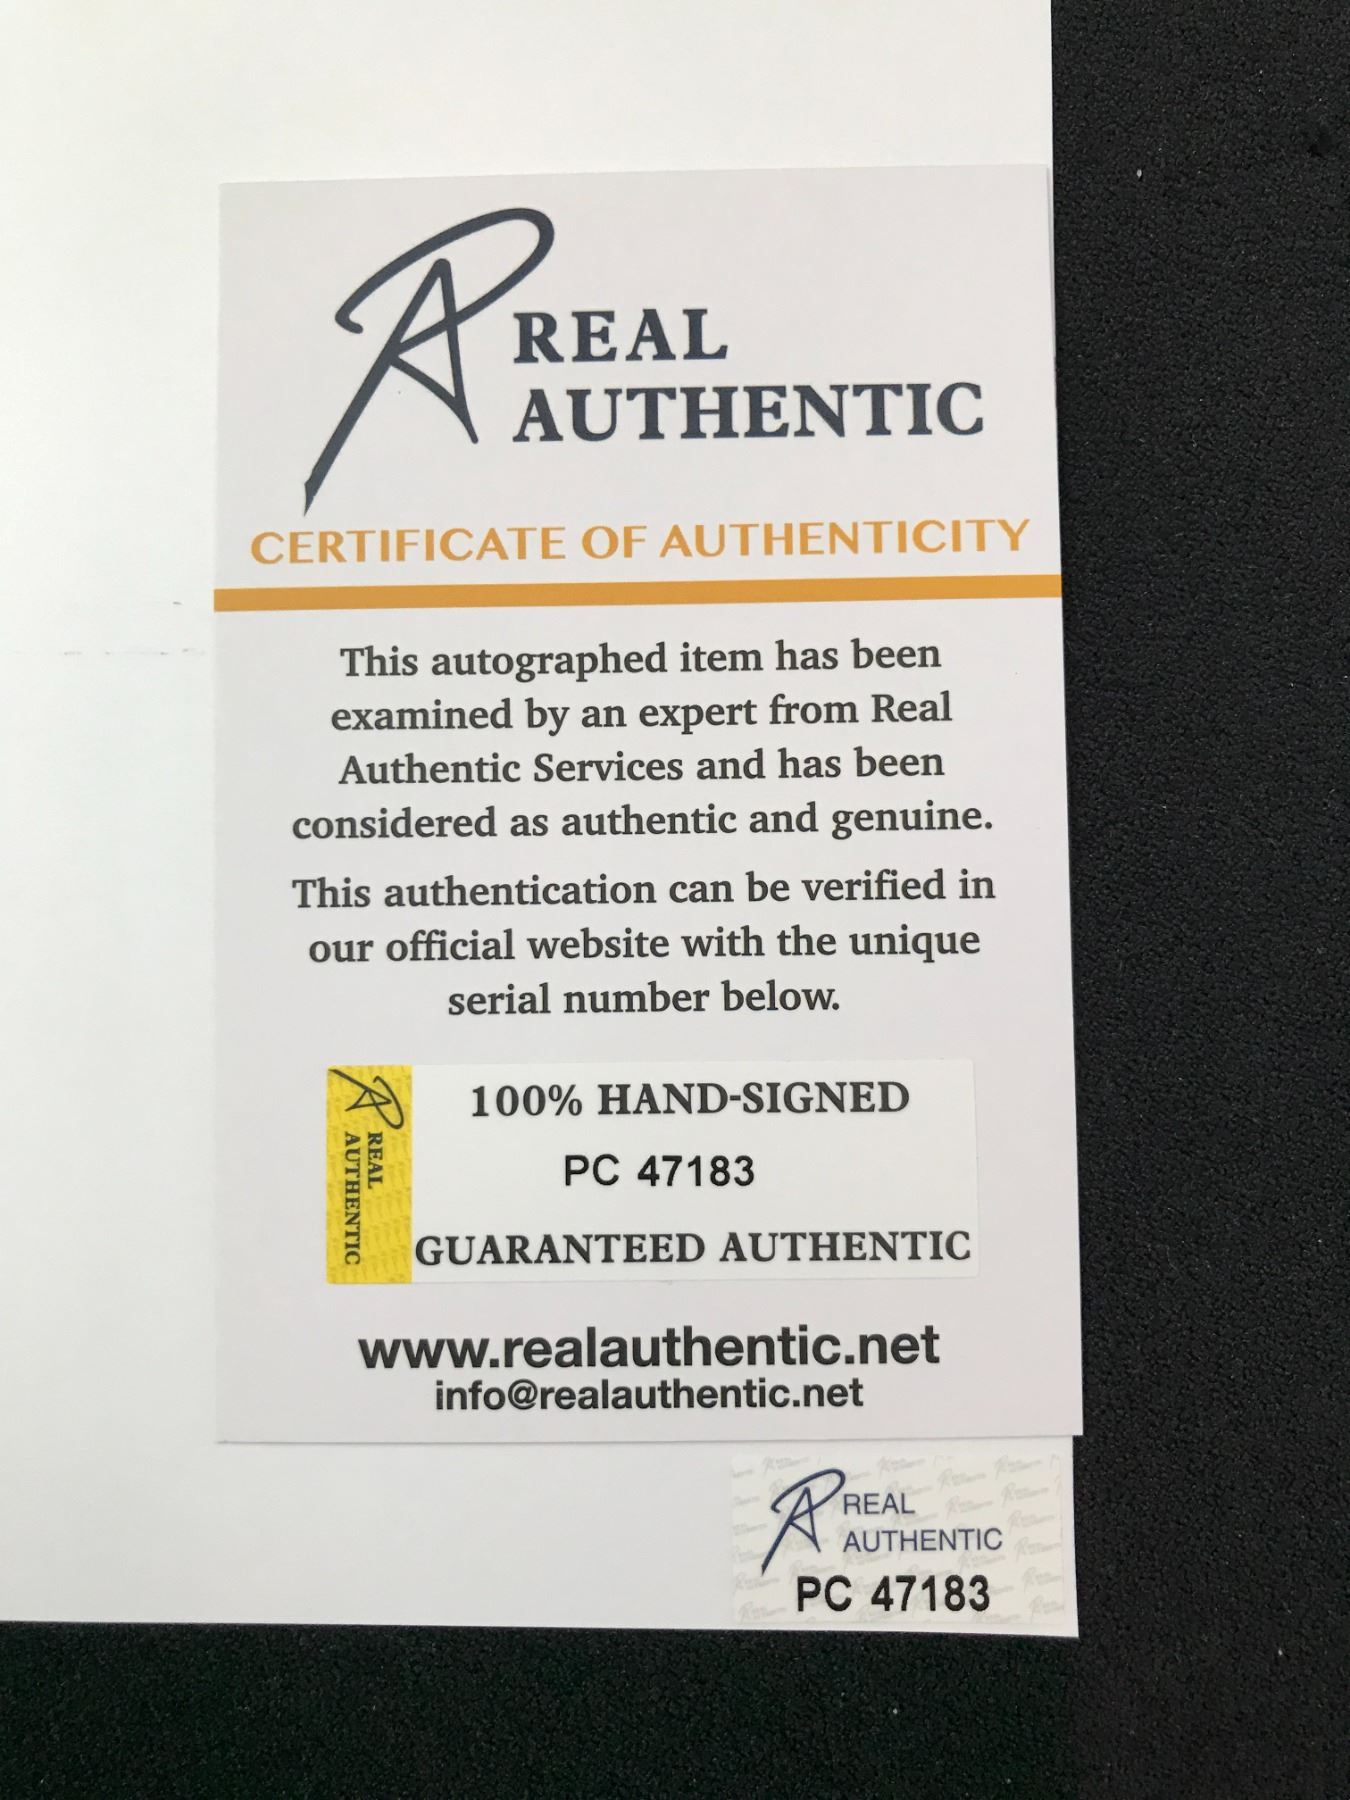 REAL
AUTHENTIC
CERTIFICATE OF AUTHENTICITY
This autographed item has been
examined by an expert from Real
Authentic Services and has been
considered as authentic and genuine.
This authentication can be verified in
our official website with the unique
serial number below.
REAL
AUTHENTIC
100% HAND-SIGNED
PC 47183
GUARANTEED AUTHENTIC
www.realauthentic.net
info@realauthentic.net
REAL
AUTHENTIC
PC 47183